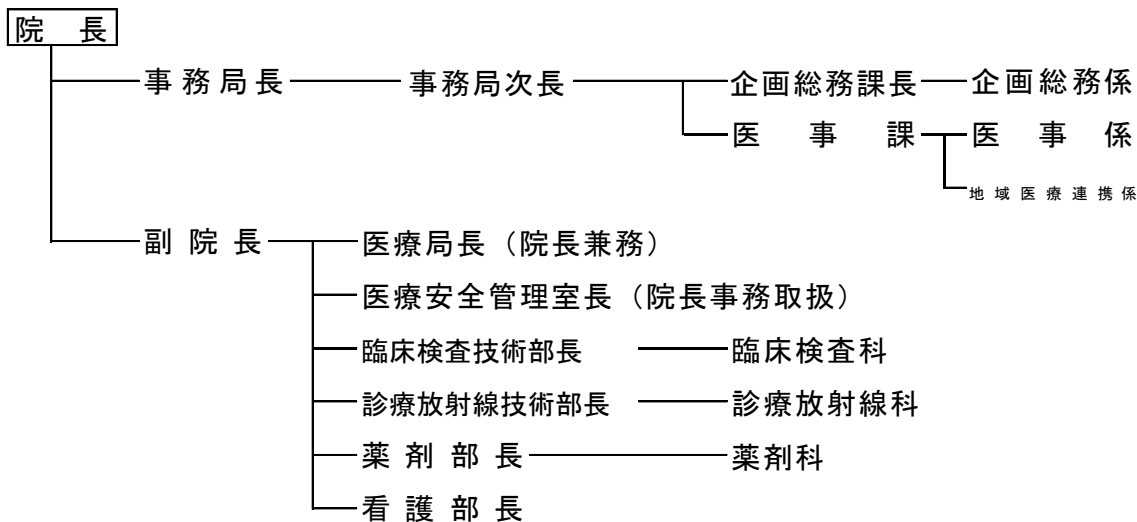 院長
事務局長 事務局次長 企画総務課長 企画総務係
医事課 医事係
地域医療連携係
副院長 医療局長（院長兼務）
医療安全管理室長（院長事務取扱）
臨床検査技術部長 臨床検査科
診療放射線技術部長 診療放射線科
薬剤部長 薬剤科
看護部長